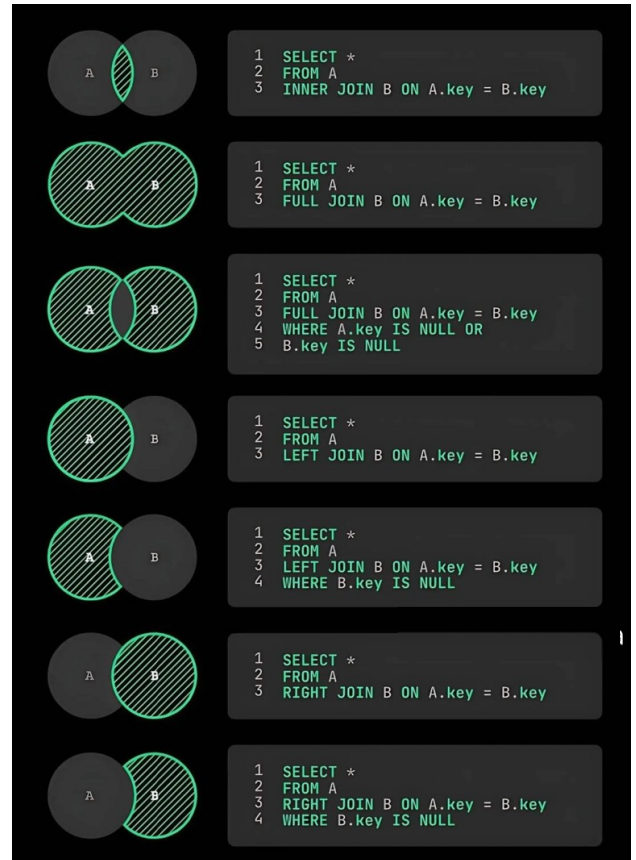 A B
1 SELECT *
2 FROM A
3 INNER JOIN B ON A.key = B.key
A B
1 SELECT *
2 FROM A
3 FULL JOIN B ON A.key = B.key
A B
1 SELECT *
2 FROM A
3 FULL JOIN B ON A.key = B.key
4 WHERE A.key IS NULL OR
5 B.key IS NULL
A B
1 SELECT *
2 FROM A
3 LEFT JOIN B ON A.key = B.key
A B
1 SELECT *
2 FROM A
3 LEFT JOIN B ON A.key = B.key
4 WHERE B.key IS NULL
A B
1 SELECT *
2 FROM A
3 RIGHT JOIN B ON A.key = B.key
A B
1 SELECT *
2 FROM A
3 RIGHT JOIN B ON A.key = B.key
4 WHERE B.key IS NULL